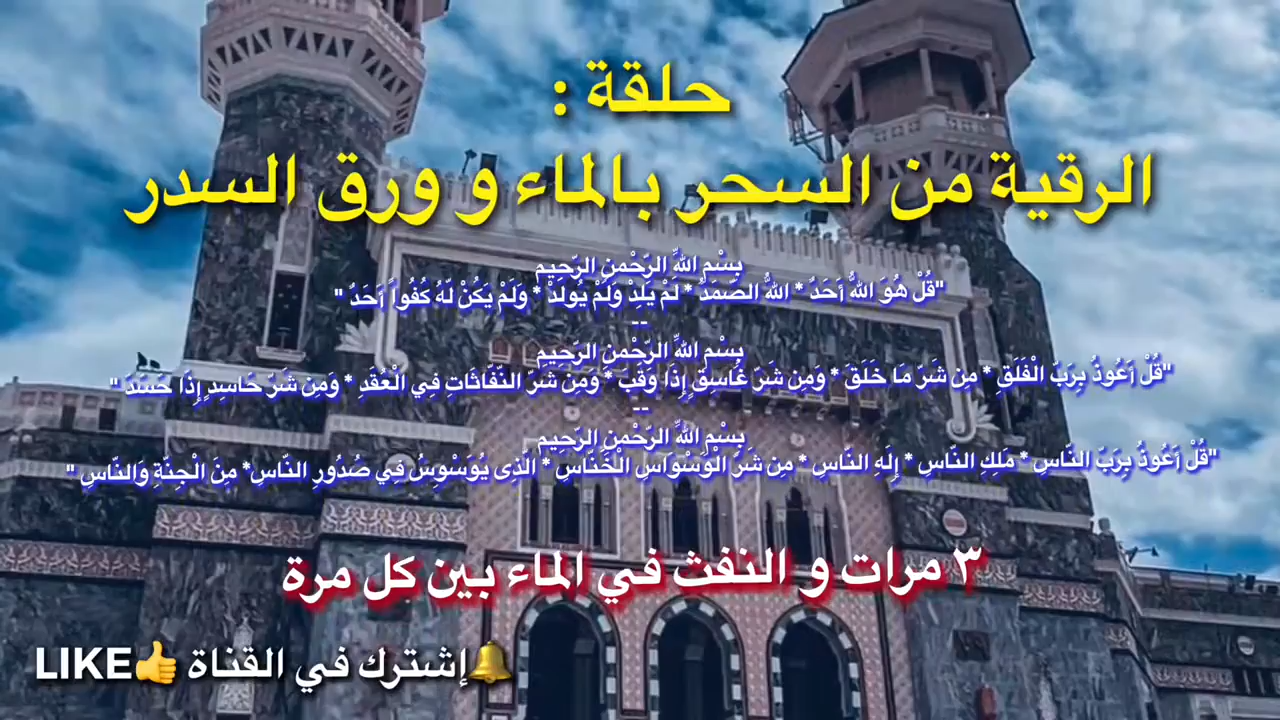 حلقة :
الرقية من السحر بالماء و ورق السدر
بِسْمِ اللهِ الرَّحْمنِ الرَّحِيمِ
"قُلْ هُوَ اللهُ أَحَدٌ * اللهُ الصَّمَدُ * لَمْ يَلِدْ وَلَمْ يُولَدْ * وَلَمْ يَكُنْ لَهُ كُفُواً أَحَدٌ "
--
بِسْمِ اللهِ الرَّحْمنِ الرَّحِيمِ
"قُلْ أَعُوذُ بِرَبِّ الْفَلَقِ * مِن شَرِّ مَا خَلَقَ * وَمِن شَرِّ غَاسِقٍ إِذَا وَقَبَ * وَمِن شَرِّ النَّفَّاثَاتِ فِي الْعُقَدِ * وَمِن شَرِّ حَاسِدٍ إِذَا حَسَدَ "
--
بِسْمِ اللهِ الرَّحْمنِ الرَّحِيمِ
"قُلْ أَعُوذُ بِرَبِّ النَّاسِ * مَلِكِ النَّاسِ * إِلَهِ النَّاسِ * مِن شَرِّ الْوَسْوَاسِ الْخَنَّاسِ * الَّذِى يُوَسْوِسُ فِي صُدُورِ النَّاسِ* مِنَ الْجِنَّةِ وَالنَّاسِ "
٣ مرات و النفث في الماء بين كل مرة
🔔إشترك في القناة 👍LIKE